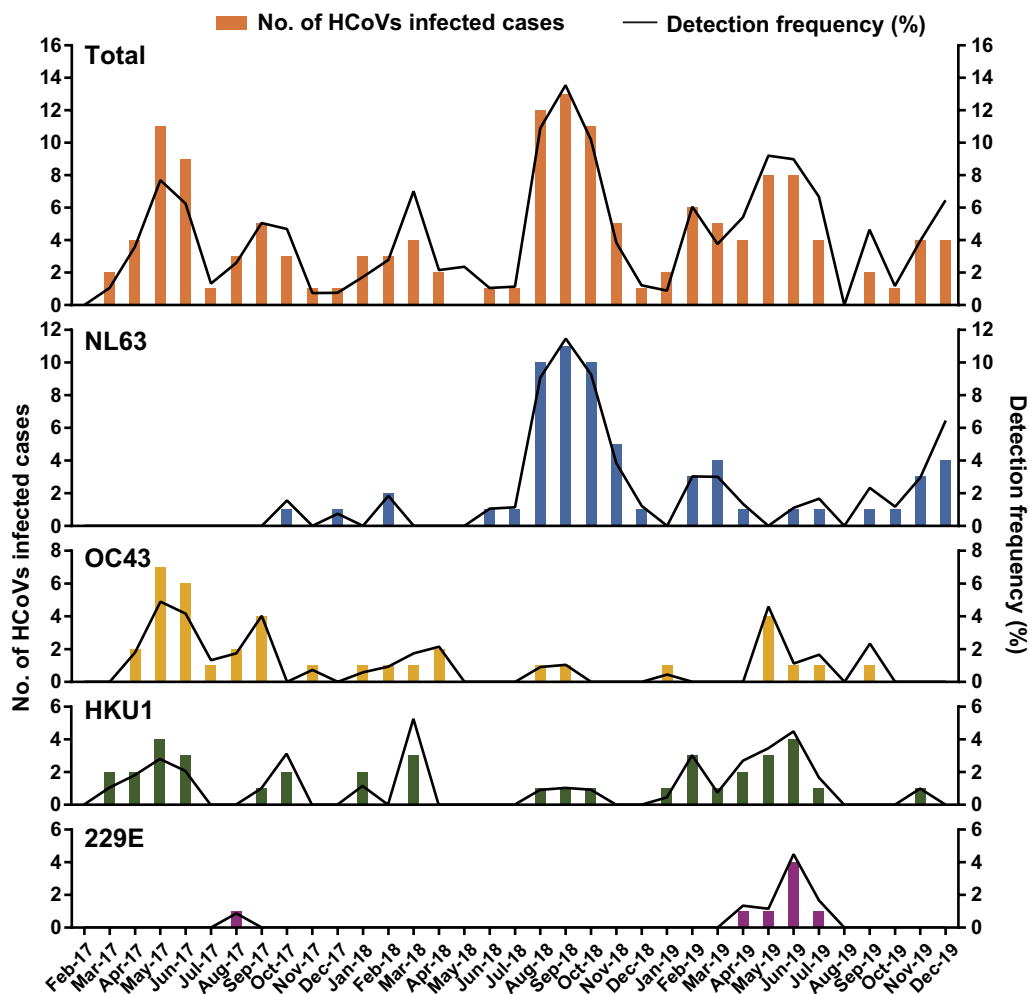 No. of HCoVs infected cases Detection frequency (%)
Total
16 16
14 14
12 12
10 10
8 8
6 6
4 4
2 2
0 0
NL63
12 12
10 10
8 8
6 6
4 4
2 2
0 0
OC43
8 8
6 6
4 4
2 2
0 0
HKU1
6 6
4 4
2 2
0 0
229E
6 6
4 4
2 2
0 0
No. of HCoVs infected cases
Detection frequency (%)
Feb-17
Mar-17
Apr-17
May-17
Jun-17
Jul-17
Aug-17
Sep-17
Oct-17
Nov-17
Dec-17
Jan-18
Feb-18
Mar-18
Apr-18
May-18
Jun-18
Jul-18
Aug-18
Sep-18
Oct-18
Nov-18
Dec-18
Jan-19
Feb-19
Mar-19
Apr-19
May-19
Jun-19
Jul-19
Aug-19
Sep-19
Oct-19
Nov-19
Dec-19